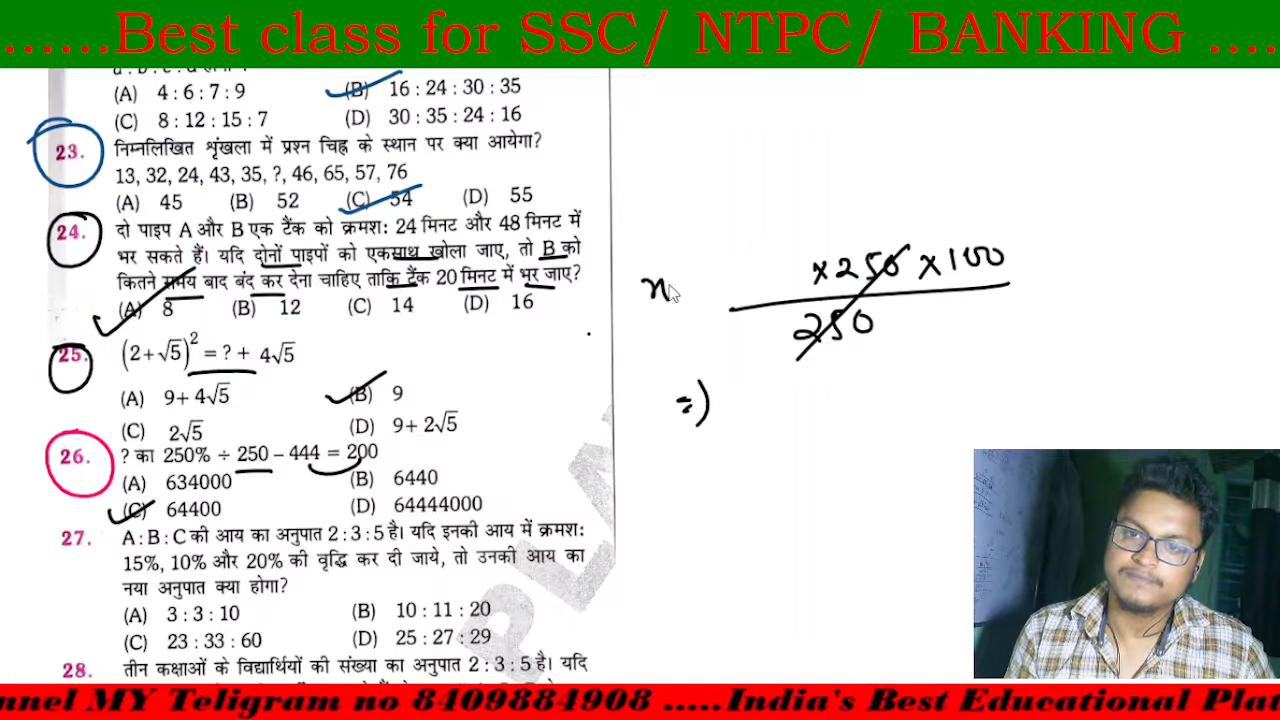 ......Best class for SSC/ NTPC/ BANKING ....
(A) 4 : 6 : 7 : 9 (B) 16 : 24 : 30 : 35
(C) 8 : 12 : 15 : 7 (D) 30 : 35 : 24 : 16
23. निम्नलिखित शृंखला में प्रश्न चिह्न के स्थान पर क्या आयेगा?
13, 32, 24, 43, 35, ?, 46, 65, 57, 76
(A) 45 (B) 52 (C) 54 (D) 55
24. दो पाइप A और B एक टैंक को क्रमश: 24 मिनट और 48 मिनट में
भर सकते हैं। यदि दोनों पाइपों को एकसाथ खोला जाए, तो B को
कितने समय बाद बंद कर देना चाहिए ताकि टैंक 20 मिनट में भर जाए?
(A) 8 (B) 12 (C) 14 (D) 16
25. (2+√5)² = ? + 4√5
(A) 9+ 4√5 (B) 9
(C) 2√5 (D) 9+ 2√5
26. ? का 250% ÷ 250 – 444 = 200
(A) 634000 (B) 6440
(C) 64400 (D) 64444000
27. A : B : C की आय का अनुपात 2 : 3 : 5 है। यदि इनकी आय में क्रमश:
15%, 10% और 20% की वृद्धि कर दी जाये, तो उनकी आय का
नया अनुपात क्या होगा?
(A) 3 : 3 : 10 (B) 10 : 11 : 20
(C) 23 : 33 : 60 (D) 25 : 27 : 29
28. तीन कक्षाओं के विद्यार्थियों की संख्या का अनुपात 2 : 3 : 5 है। यदि
×250 ×100
250
=)
PLA
nnel MY Teligram no 8409884908 .....India's Best Educational Plat